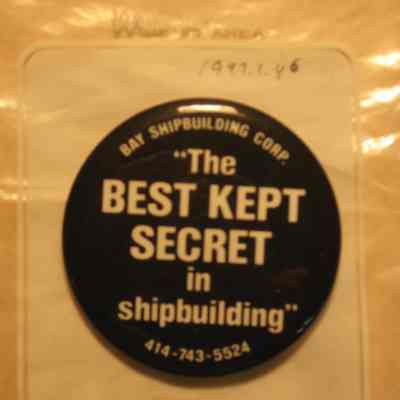 1997.1.46
BAY SHIPBUILDING CORP.
"The
BEST KEPT
SECRET
in
shipbuilding"
414-743-5524